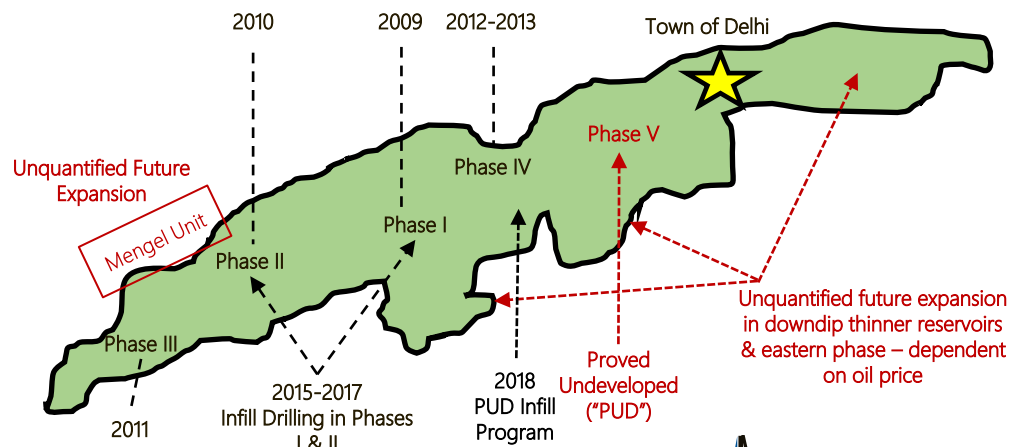 2010
2009
2012-2013
Town of Delhi
Phase V
Phase IV
Unquantified Future
Expansion
Mengel Unit
Phase I
Phase II
Phase III
Unquantified future expansion
in downdip thinner reservoirs
& eastern phase – dependent
on oil price
Proved
Undeveloped
(“PUD”)
2018
PUD Infill
Program
2015-2017
Infill Drilling in Phases
I & II
2011